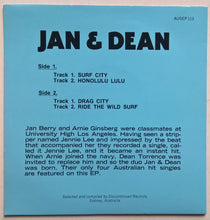 AUSEP 113
JAN & DEAN
Side 1.
Track 1. SURF CITY
Track 2. HONOLULU LULU
Side 2.
Track 1. DRAG CITY
Track 2. RIDE THE WILD SURF
Jan Berry and Arnie Ginsberg were classmates at
University High Los Angeles. Having seen a strip-
per named Jennie Lee and impressed by the
beat that accompanied her they recorded a single,
called it Jennie Lee, and it became an instant hit.
When Arnie joined the navy, Dean Torrence was
invited to replace him and so the duo Jan & Dean
was born. Their only four Australian hit singles
are featured on this EP.
Selected and compiled by Discontinued Records
Sydney, Australia